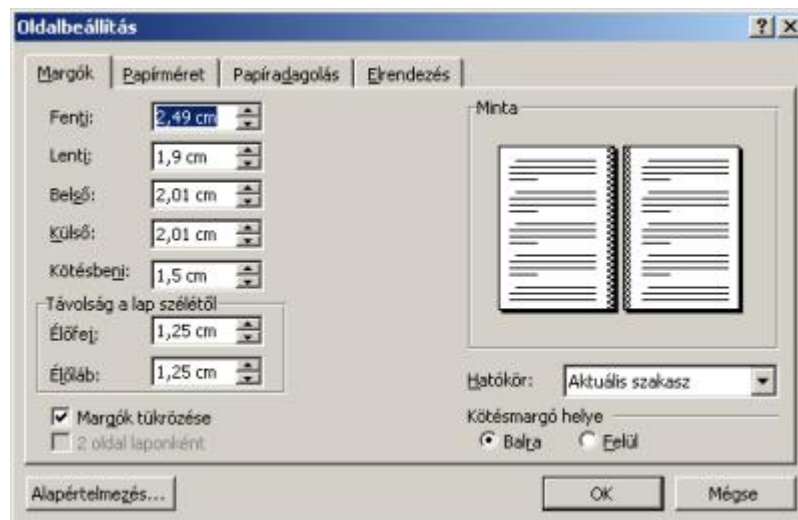 Oldalbeállítás
Margók Papírméret Papíradagolás Elrendezés
Fenti: 2,49 cm
Lenti: 1,9 cm
Belső: 2,01 cm
Külső: 2,01 cm
Kötésbeni: 1,5 cm
Távolság a lap szélétől
Élőfej: 1,25 cm
Élőláb: 1,25 cm
Margók tükrözése
2 oldal laponként
Minta
Hatókör: Aktuális szakasz
Kötésmargó helye
Balra Felül
Alapértelmezés... OK Mégse